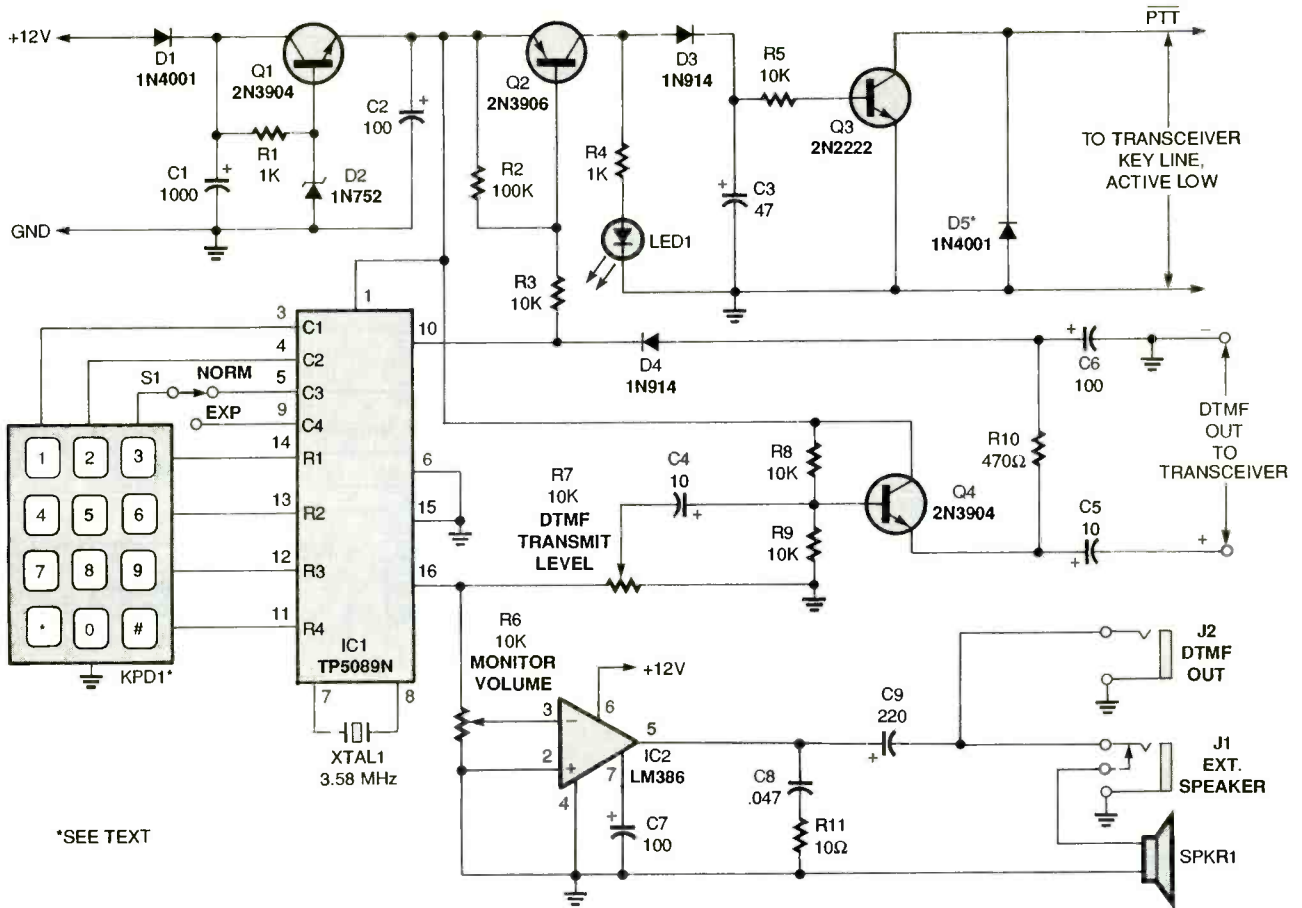 +12V
D1
1N4001
Q1
2N3904
C2
100
Q2
2N3906
D3
1N914
R5
10K
Q3
2N2222
PTT
TO TRANSCEIVER
KEY LINE,
ACTIVE LOW
C1
1000
R1
1K
D2
1N752
R2
100K
R4
1K
C3
47
D5*
1N4001
GND
LED1
R3
10K
1
3
C1
10
4
C2
D4
1N914
+
C6
100
−
S1
NORM
5
C3
EXP
9
C4
DTMF
OUT
TO
TRANSCEIVER
14
R1
6
R7
10K
DTMF
TRANSMIT
LEVEL
C4
10
R8
10K
Q4
2N3904
R10
470Ω
C5
10
+
1 2 3
13
R2
15
R9
10K
4 5 6
12
R3
16
7 8 9
11
R4
* 0 #
KPD1*
IC1
TP5089N
7
8
XTAL1
3.58 MHz
R6
10K
MONITOR
VOLUME
+12V
3
−
6
5
2
+
7
4
IC2
LM386
C7
100
C8
.047
R11
10Ω
C9
220
J2
DTMF
OUT
J1
EXT.
SPEAKER
SPKR1
*SEE TEXT